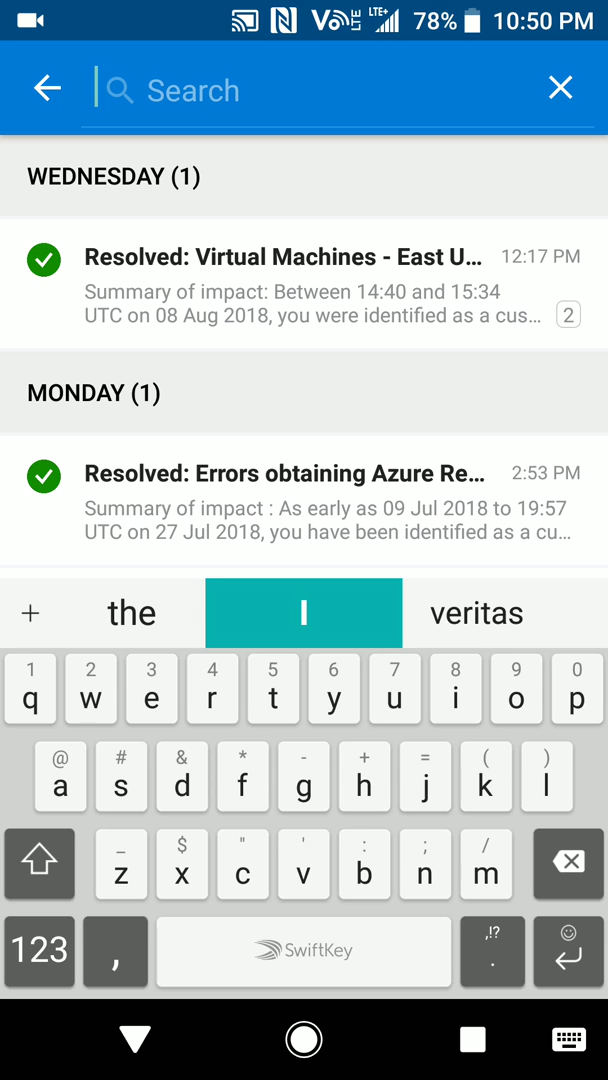 VoLTE LTE+ 78% 10:50 PM
Search
WEDNESDAY (1)
Resolved: Virtual Machines - East U... 12:17 PM
Summary of impact: Between 14:40 and 15:34
UTC on 08 Aug 2018, you were identified as a cus... 2
MONDAY (1)
Resolved: Errors obtaining Azure Re... 2:53 PM
Summary of impact : As early as 09 Jul 2018 to 19:57
UTC on 27 Jul 2018, you have been identified as a cu...
+ the I veritas
1 2 3 4 5 6 7 8 9 0
q w e r t y u i o p
@ # & * - + = ( )
a s d f g h j k l
_ $ " ' : ; /
z x c v b n m
123 , SwiftKey ,!? .